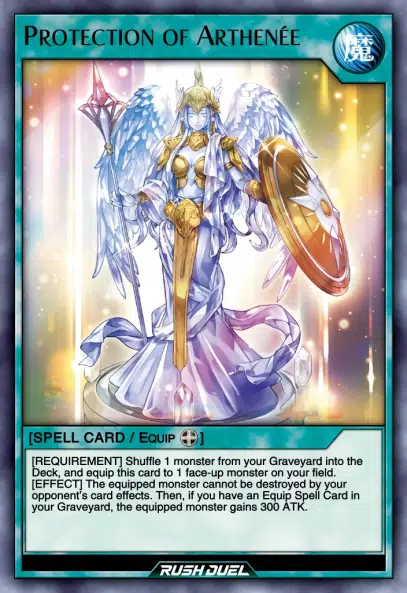 Protection of Arthenée
魔
[SPELL CARD / Equip]
[REQUIREMENT] Shuffle 1 monster from your Graveyard into the
Deck, and equip this card to 1 face-up monster on your field.
[EFFECT] The equipped monster cannot be destroyed by your
opponent's card effects. Then, if you have an Equip Spell Card in
your Graveyard, the equipped monster gains 300 ATK.
RUSH DUEL